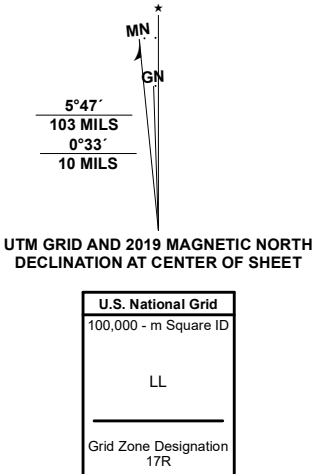 ★
MN
GN
5°47´
103 MILS
0°33´
10 MILS
UTM GRID AND 2019 MAGNETIC NORTH
DECLINATION AT CENTER OF SHEET
U.S. National Grid
100,000 - m Square ID
LL
Grid Zone Designation
17R